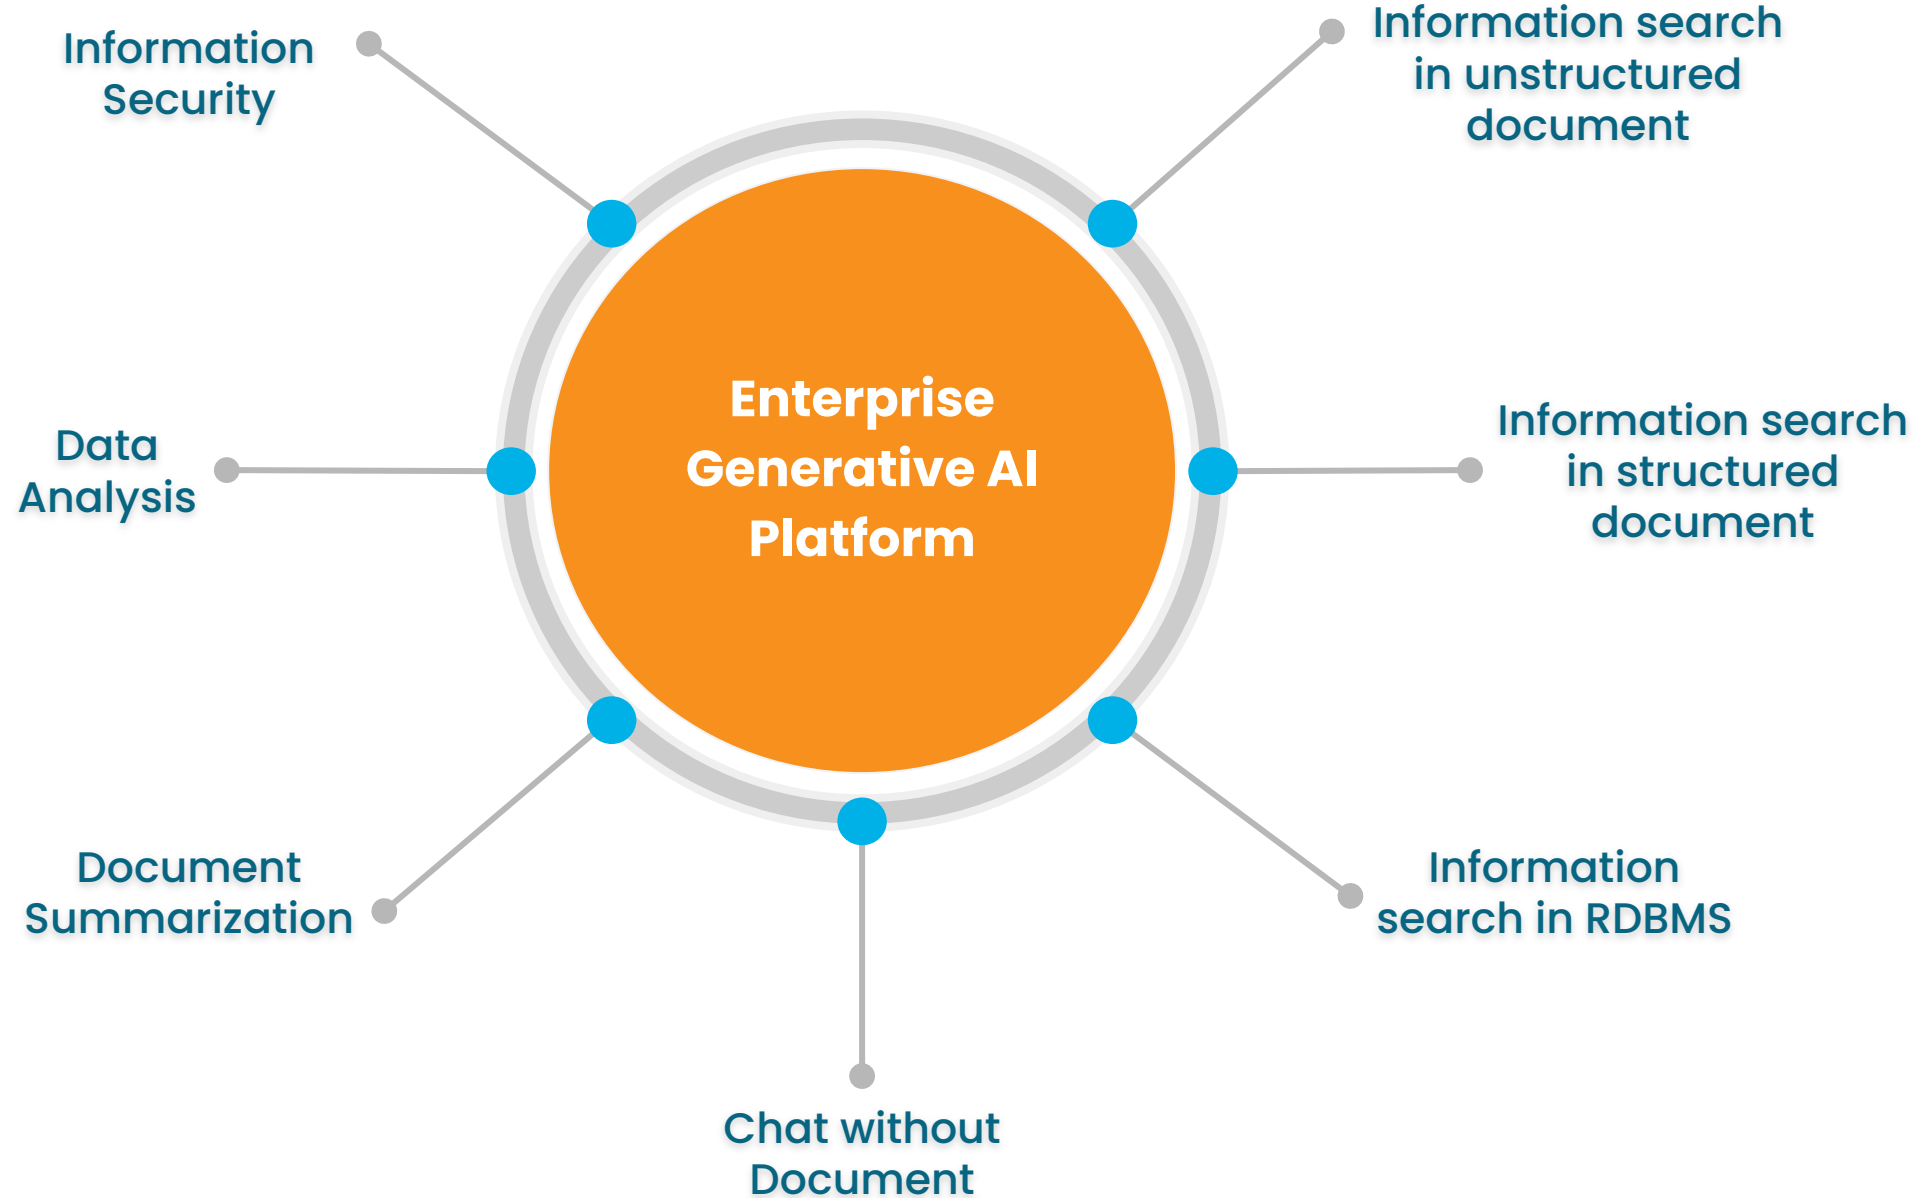 Information
Security
Information search
in unstructured
document
Enterprise
Generative AI
Platform
Data
Analysis
Information search
in structured
document
Document
Summarization
Information
search in RDBMS
Chat without
Document